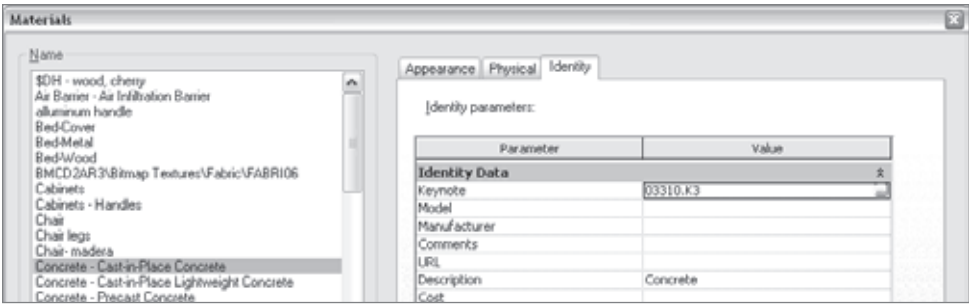 Materials
Name
$DH - wood, cherry
Air Barrier - Air Infiltration Barrier
alluminum handle
Bed-Cover
Bed-Metal
Bed-Wood
BMCD2AR3\Bitmap Textures\Fabric\FABRI06
Cabinets
Cabinets - Handles
Chair
Chair legs
Chair- madera
Concrete - Cast-in-Place Concrete
Concrete - Cast-in-Place Lightweight Concrete
Concrete - Precast Concrete
Appearance Physical Identity
Identity parameters:
Parameter Value
Identity Data
Keynote 03310.K3
Model
Manufacturer
Comments
URL
Description Concrete
Cost